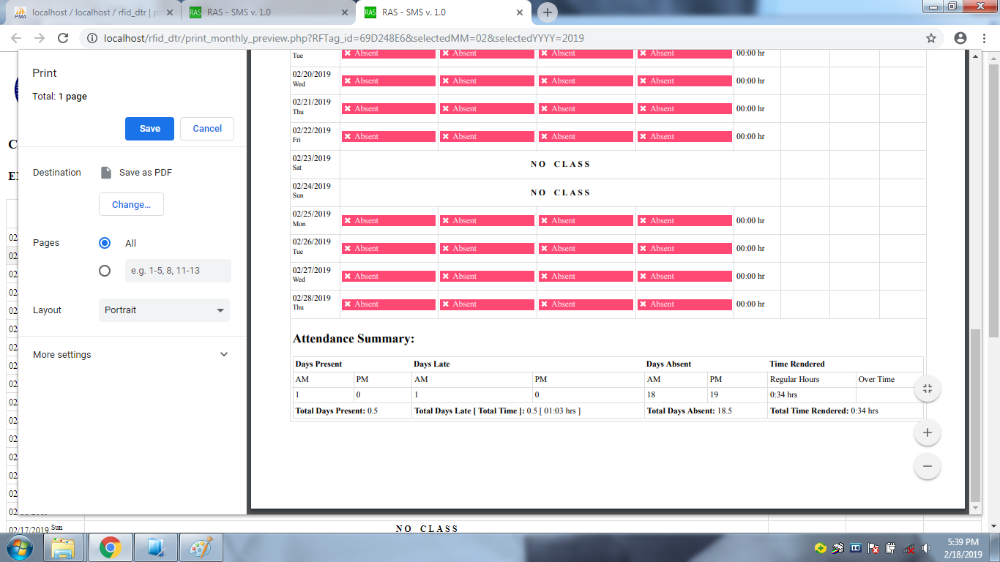 localhost / localhost / rfid_dtr | p
RAS - SMS v. 1.0
RAS - SMS v. 1.0
localhost/rfid_dtr/print_monthly_preview.php?RFTag_id=69D248E6&selectedMM=02&selectedYYYY=2019
Print
Total: 1 page
Save Cancel
Destination Save as PDF
Change...
Pages All
e.g. 1-5, 8, 11-13
Layout Portrait
More settings
Tue Absent Absent Absent Absent 00:00 hr
02/20/2019
Wed Absent Absent Absent Absent 00:00 hr
02/21/2019
Thu Absent Absent Absent Absent 00:00 hr
02/22/2019
Fri Absent Absent Absent Absent 00:00 hr
02/23/2019
Sat NO CLASS
02/24/2019
Sun NO CLASS
02/25/2019
Mon Absent Absent Absent Absent 00:00 hr
02/26/2019
Tue Absent Absent Absent Absent 00:00 hr
02/27/2019
Wed Absent Absent Absent Absent 00:00 hr
02/28/2019
Thu Absent Absent Absent Absent 00:00 hr
Attendance Summary:
Days Present Days Late Days Absent Time Rendered
AM PM AM PM AM PM Regular Hours Over Time
1 0 1 0 18 19 0:34 hrs
Total Days Present: 0.5 Total Days Late [ Total Time ]: 0.5 [ 01:03 hrs ] Total Days Absent: 18.5 Total Time Rendered: 0:34 hrs
02/17/2019 Sun NO CLASS
5:39 PM
2/18/2019